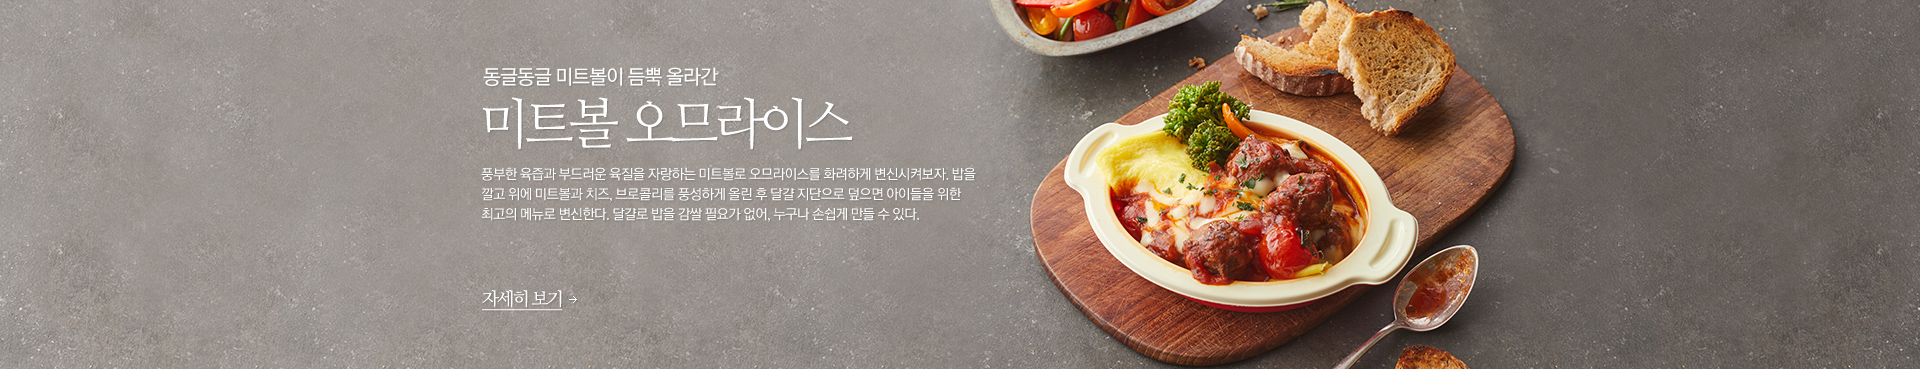 동글동글 미트볼이 듬뿍 올라간
미트볼 오므라이스
풍부한 육즙과 부드러운 육질을 자랑하는 미트볼로 오므라이스를 화려하게 변신시켜보자. 밥을
깔고 위에 미트볼과 치즈, 브로콜리를 풍성하게 올린 후 달걀 지단으로 덮으면 아이들을 위한
최고의 메뉴로 변신한다. 달걀로 밥을 감쌀 필요가 없어, 누구나 손쉽게 만들 수 있다.
자세히 보기 →